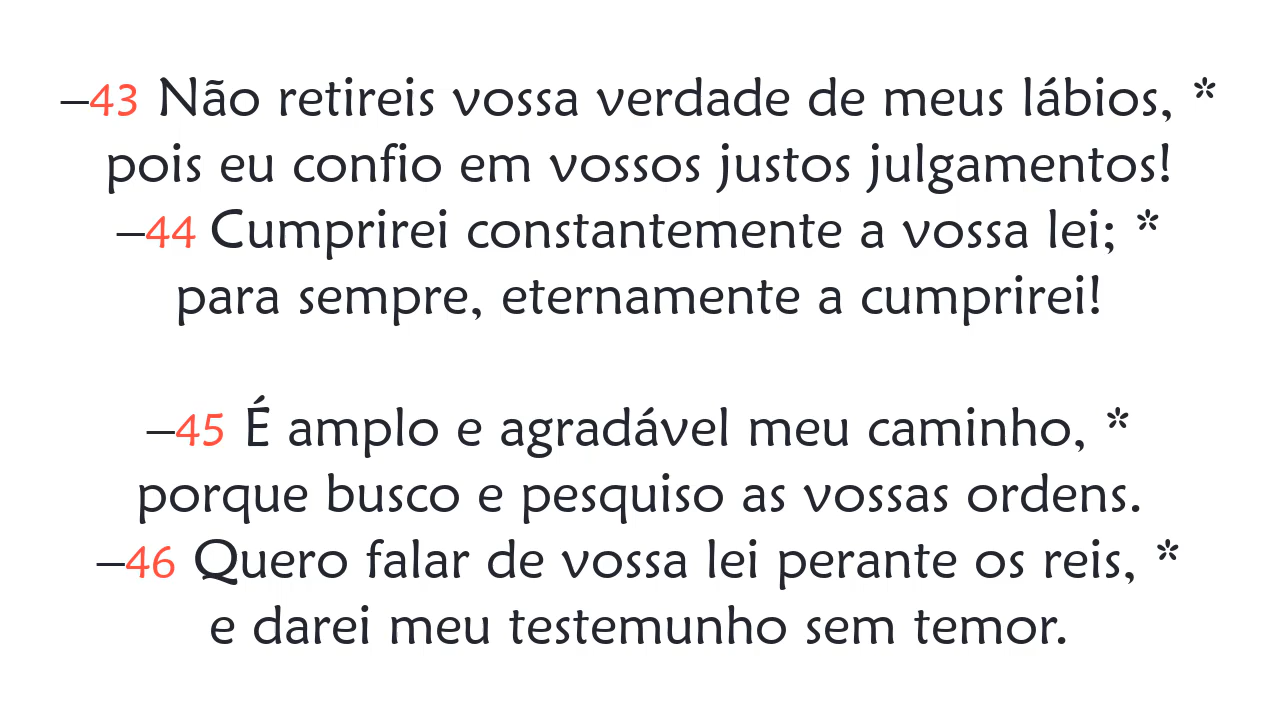 –43 Não retireis vossa verdade de meus lábios, *
pois eu confio em vossos justos julgamentos!
–44 Cumprirei constantemente a vossa lei; *
para sempre, eternamente a cumprirei!
–45 É amplo e agradável meu caminho, *
porque busco e pesquiso as vossas ordens.
–46 Quero falar de vossa lei perante os reis, *
e darei meu testemunho sem temor.